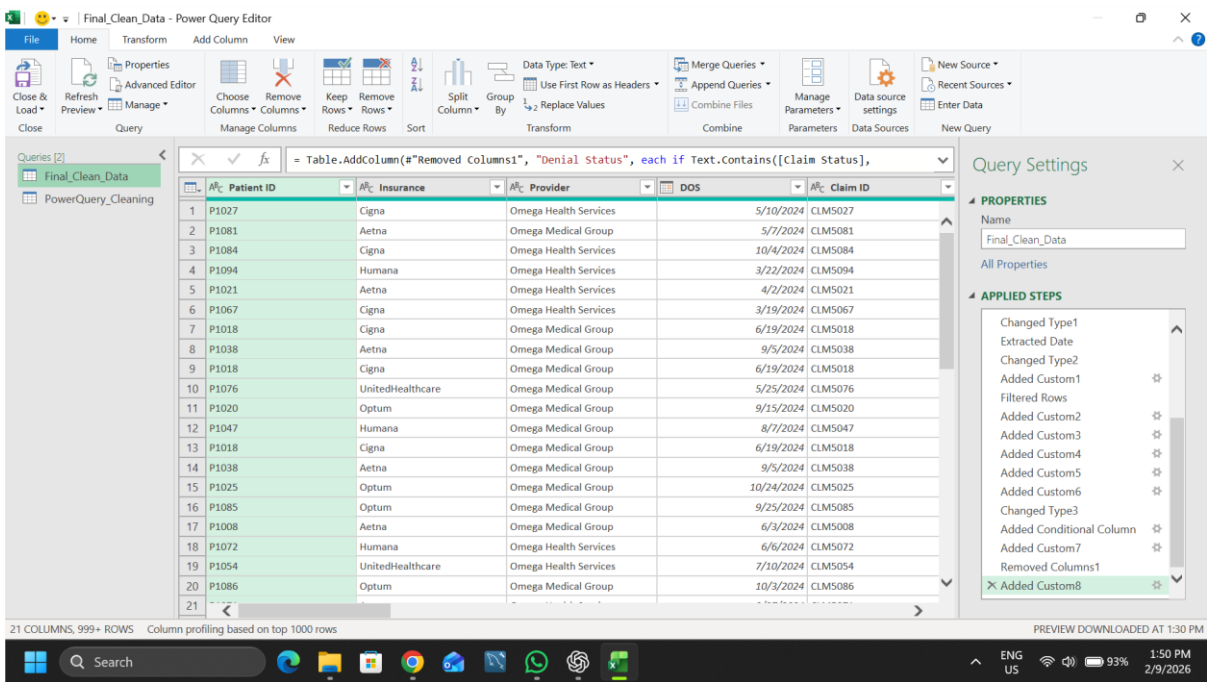 Final_Clean_Data - Power Query Editor
File Home Transform Add Column View
Close & Load
Refresh Preview
Properties
Advanced Editor
Manage
Choose Columns
Remove Columns
Keep Rows
Remove Rows
Split Column
Group By
Data Type: Text
Use First Row as Headers
Replace Values
Merge Queries
Append Queries
Combine Files
Manage Parameters
Data source settings
New Source
Recent Sources
Enter Data
Close Query Manage Columns Reduce Rows Sort Transform Combine Parameters Data Sources New Query
Queries [2]
Final_Clean_Data
PowerQuery_Cleaning
fx = Table.AddColumn(#"Removed Columns1", "Denial Status", each if Text.Contains([Claim Status],
Patient ID Insurance Provider DOS Claim ID
1 P1027 Cigna Omega Health Services 5/10/2024 CLM5027
2 P1081 Aetna Omega Medical Group 5/7/2024 CLM5081
3 P1084 Cigna Omega Health Services 10/4/2024 CLM5084
4 P1094 Humana Omega Health Services 3/22/2024 CLM5094
5 P1021 Aetna Omega Health Services 4/2/2024 CLM5021
6 P1067 Cigna Omega Health Services 3/19/2024 CLM5067
7 P1018 Cigna Omega Medical Group 6/19/2024 CLM5018
8 P1038 Aetna Omega Medical Group 9/5/2024 CLM5038
9 P1018 Cigna Omega Medical Group 6/19/2024 CLM5018
10 P1076 UnitedHealthcare Omega Medical Group 5/25/2024 CLM5076
11 P1020 Optum Omega Medical Group 9/15/2024 CLM5020
12 P1047 Humana Omega Medical Group 8/7/2024 CLM5047
13 P1018 Cigna Omega Medical Group 6/19/2024 CLM5018
14 P1038 Aetna Omega Medical Group 9/5/2024 CLM5038
15 P1025 Optum Omega Medical Group 10/24/2024 CLM5025
16 P1085 Optum Omega Medical Group 9/25/2024 CLM5085
17 P1008 Aetna Omega Medical Group 6/3/2024 CLM5008
18 P1072 Humana Omega Health Services 6/6/2024 CLM5072
19 P1054 UnitedHealthcare Omega Health Services 7/10/2024 CLM5054
20 P1086 Optum Omega Medical Group 10/3/2024 CLM5086
21
Query Settings
PROPERTIES
Name
Final_Clean_Data
All Properties
APPLIED STEPS
Changed Type1
Extracted Date
Changed Type2
Added Custom1
Filtered Rows
Added Custom2
Added Custom3
Added Custom4
Added Custom5
Added Custom6
Changed Type3
Added Conditional Column
Added Custom7
Removed Columns1
Added Custom8
21 COLUMNS, 999+ ROWS Column profiling based on top 1000 rows
PREVIEW DOWNLOADED AT 1:30 PM
Search
ENG
US
93%
1:50 PM
2/9/2026